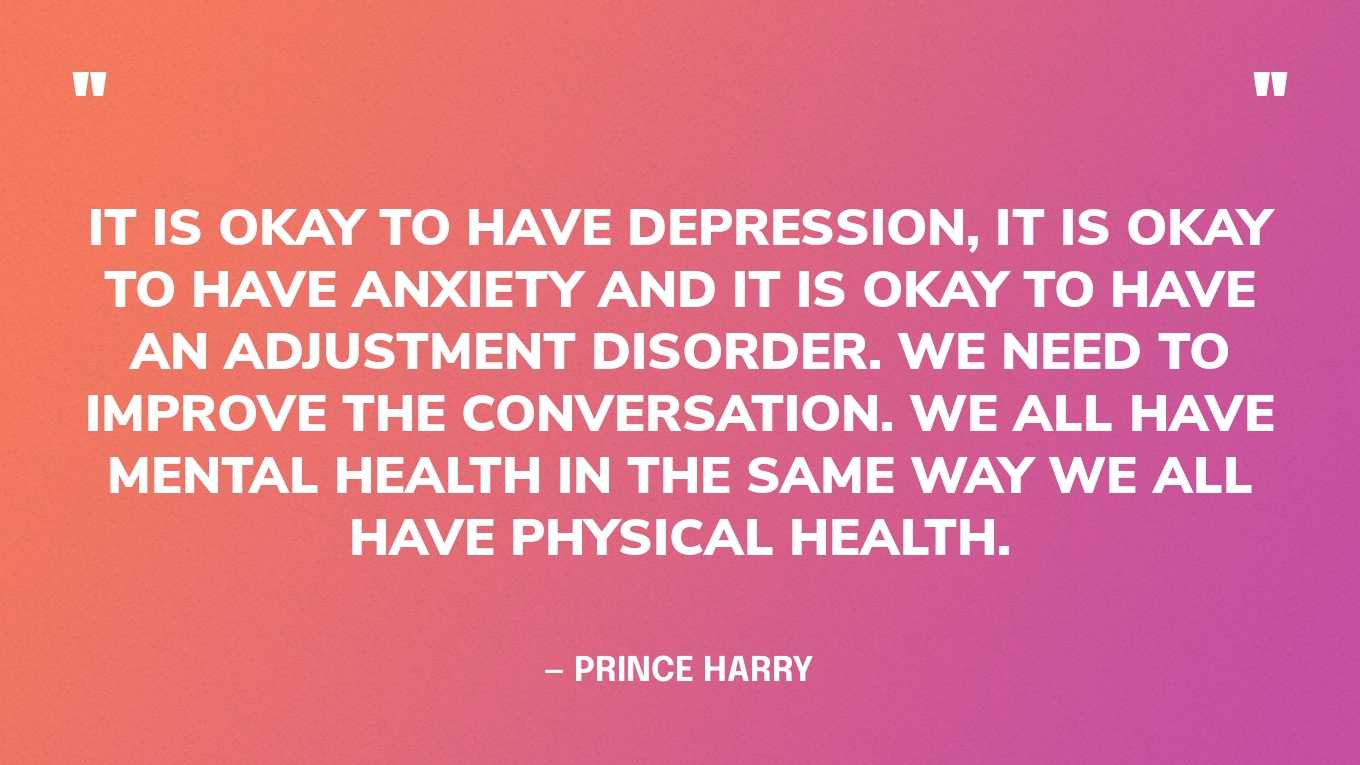 " "
IT IS OKAY TO HAVE DEPRESSION, IT IS OKAY
TO HAVE ANXIETY AND IT IS OKAY TO HAVE
AN ADJUSTMENT DISORDER. WE NEED TO
IMPROVE THE CONVERSATION. WE ALL HAVE
MENTAL HEALTH IN THE SAME WAY WE ALL
HAVE PHYSICAL HEALTH.
– PRINCE HARRY